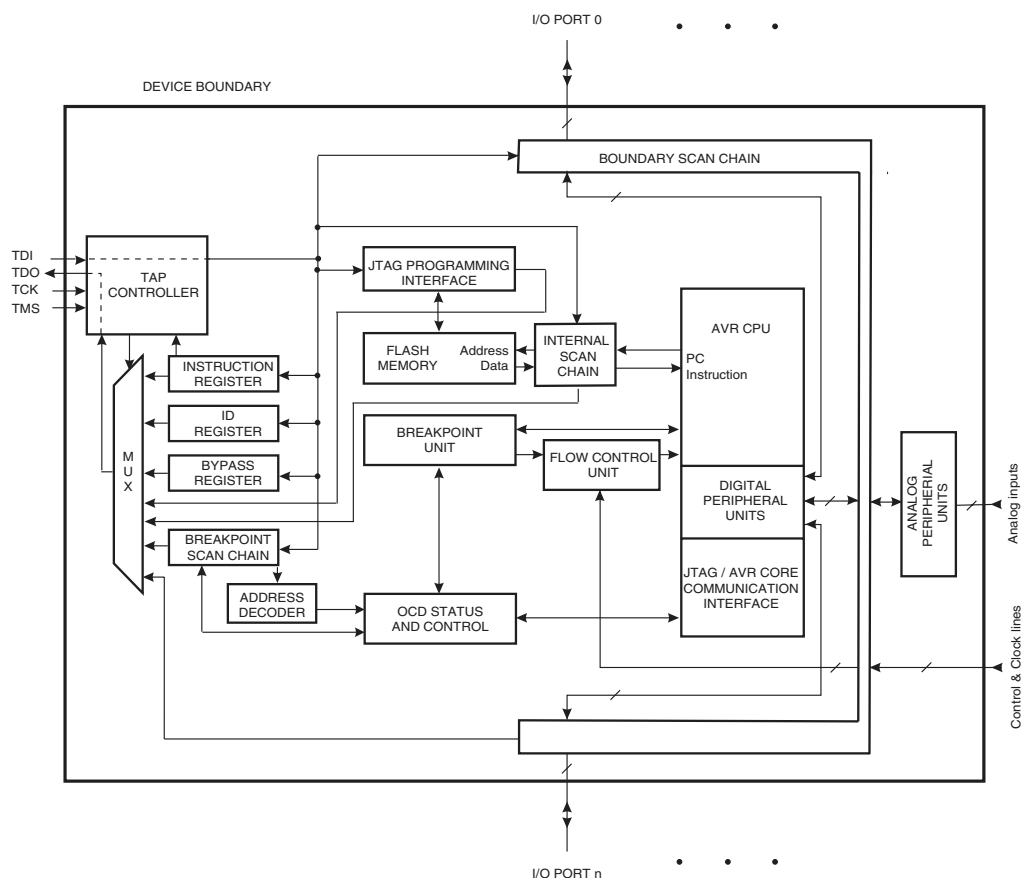 I/O PORT 0
DEVICE BOUNDARY
BOUNDARY SCAN CHAIN
TDI
TDO
TCK
TMS
TAP
CONTROLLER
JTAG PROGRAMMING
INTERFACE
AVR CPU
FLASH
MEMORY
Address
Data
INTERNAL
SCAN
CHAIN
PC
Instruction
INSTRUCTION
REGISTER
ID
REGISTER
M
U
X
BREAKPOINT
UNIT
FLOW CONTROL
UNIT
BYPASS
REGISTER
DIGITAL
PERIPHERAL
UNITS
ANALOG
PERIPHERIAL
UNITS
Analog inputs
BREAKPOINT
SCAN CHAIN
ADDRESS
DECODER
OCD STATUS
AND CONTROL
JTAG / AVR CORE
COMMUNICATION
INTERFACE
Control & Clock lines
I/O PORT n